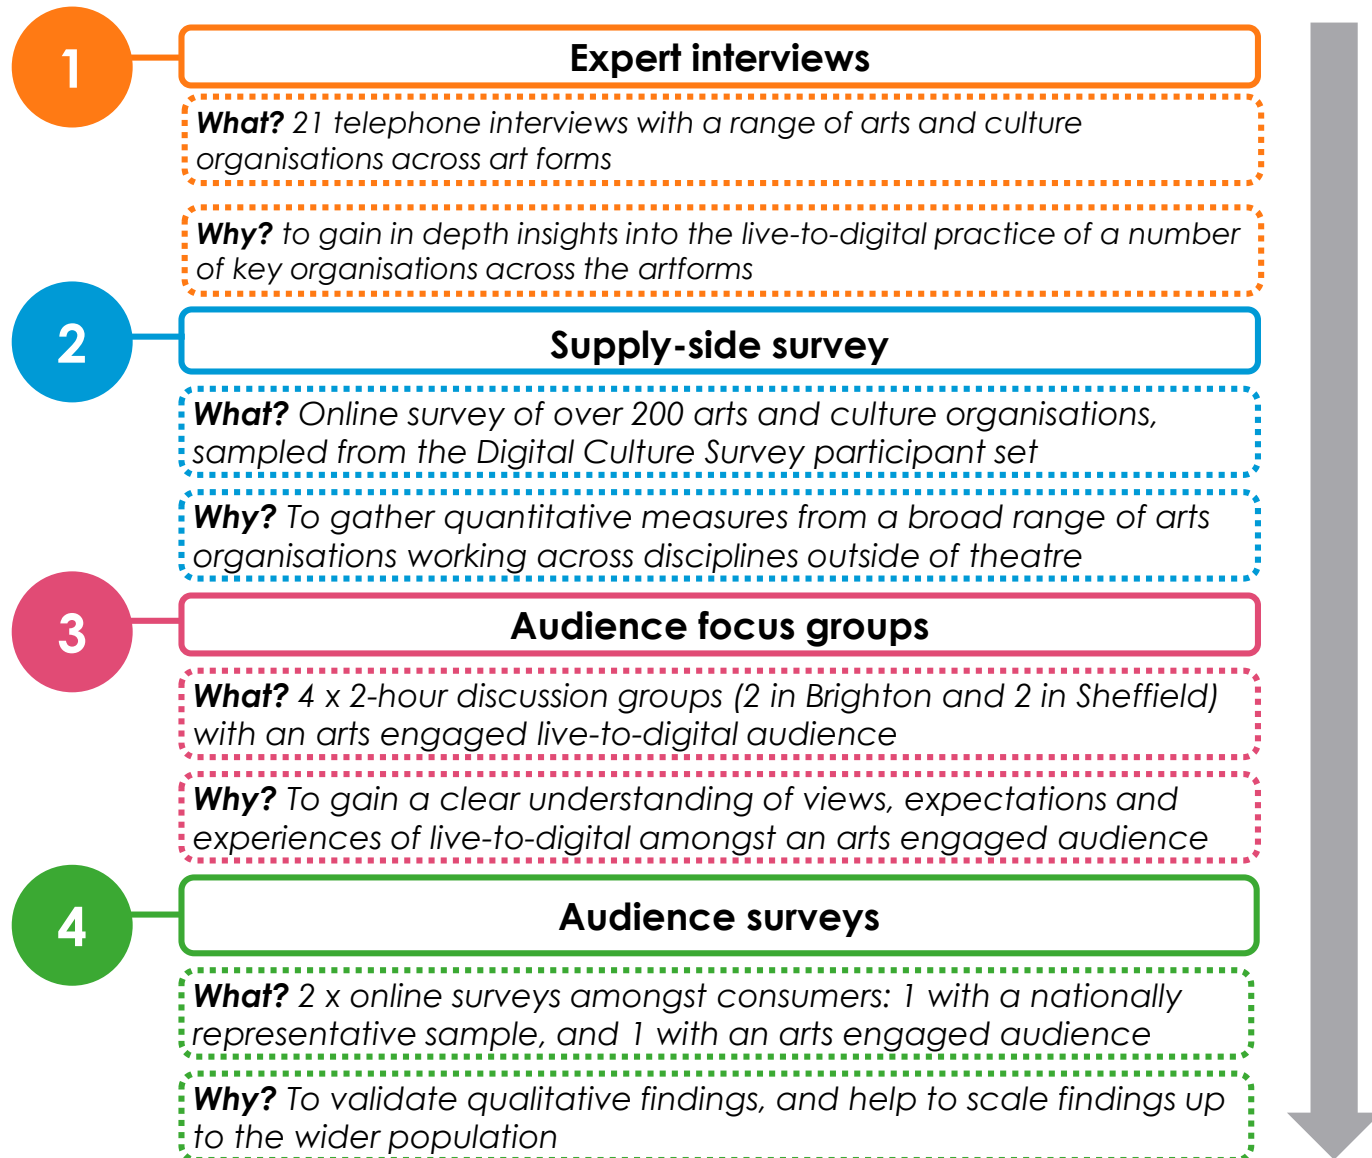 1
Expert interviews
What? 21 telephone interviews with a range of arts and culture
organisations across art forms
Why? to gain in depth insights into the live-to-digital practice of a number
of key organisations across the artforms
2
Supply-side survey
What? Online survey of over 200 arts and culture organisations,
sampled from the Digital Culture Survey participant set
Why? To gather quantitative measures from a broad range of arts
organisations working across disciplines outside of theatre
3
Audience focus groups
What? 4 x 2-hour discussion groups (2 in Brighton and 2 in Sheffield)
with an arts engaged live-to-digital audience
Why? To gain a clear understanding of views, expectations and
experiences of live-to-digital amongst an arts engaged audience
4
Audience surveys
What? 2 x online surveys amongst consumers: 1 with a nationally
representative sample, and 1 with an arts engaged audience
Why? To validate qualitative findings, and help to scale findings up
to the wider population